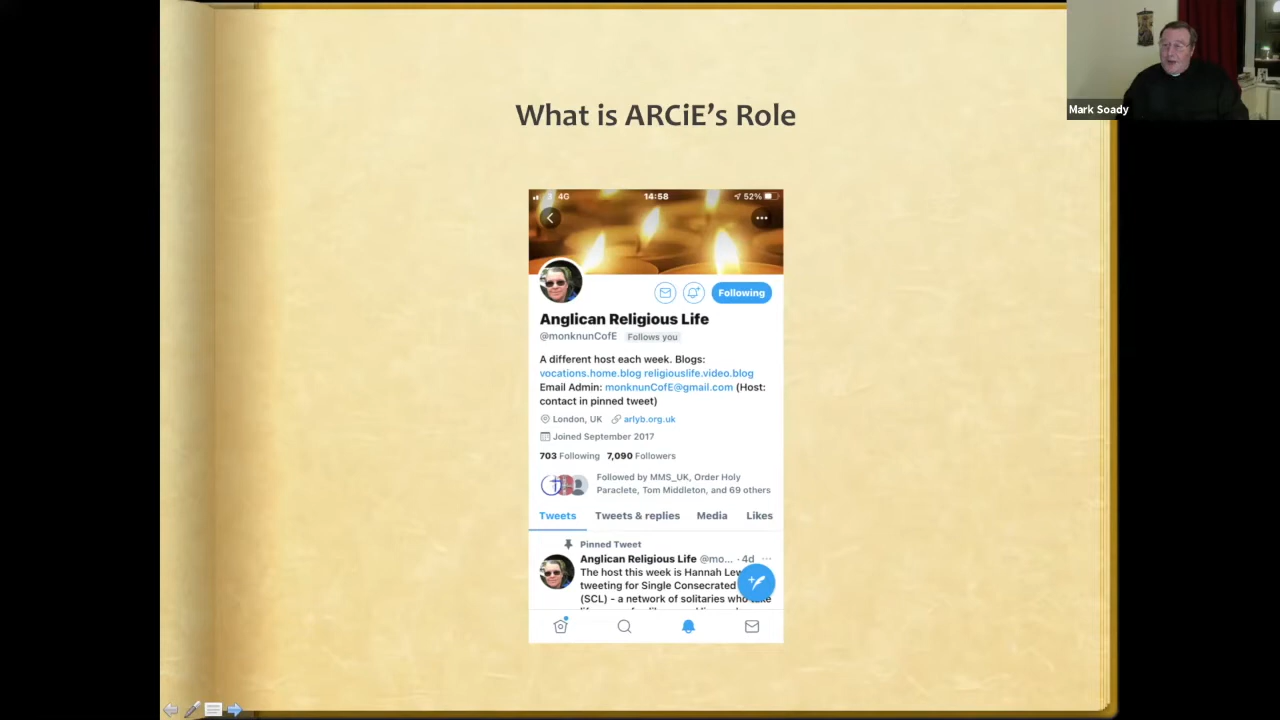 What is ARCiE's Role
Mark Soady
4G 14:58 52%
Following
Anglican Religious Life
@monknunCofE Follows you
A different host each week. Blogs:
vocations.home.blog religiouslife.video.blog
Email Admin: monknunCofE@gmail.com (Host:
contact in pinned tweet)
London, UK arlyb.org.uk
Joined September 2017
703 Following 7,090 Followers
Followed by MMS_UK, Order Holy
Paraclete, Tom Middleton, and 69 others
Tweets Tweets & replies Media Likes
Pinned Tweet
Anglican Religious Life @mo... · 4d ...
The host this week is Hannah
tweeting for Single Consecrated
(SCL) - a network of solitaries who take